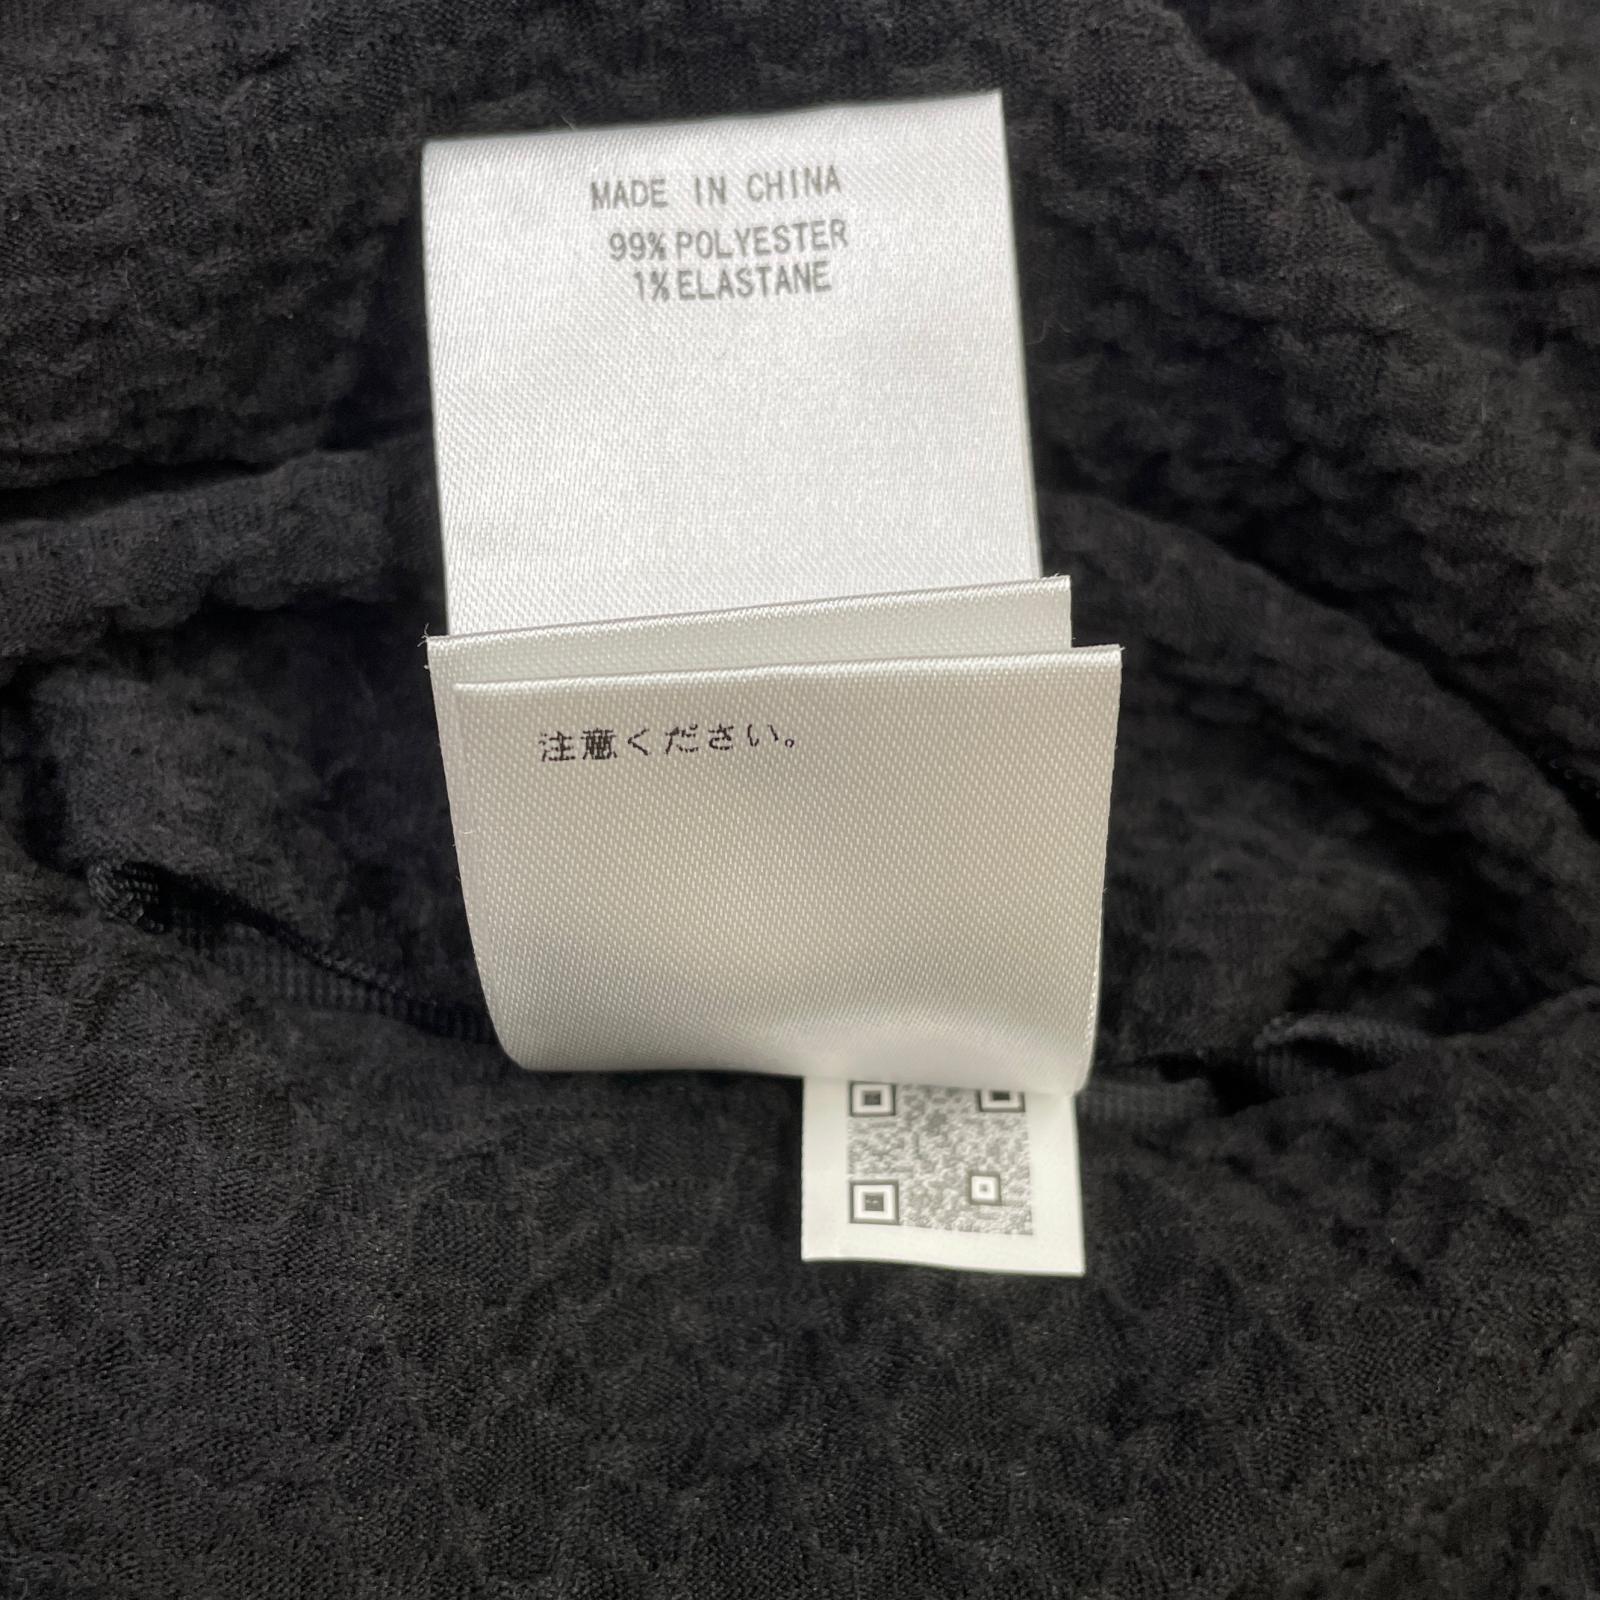 MADE IN CHINA
99% POLYESTER
1% ELASTANE
注意ください。